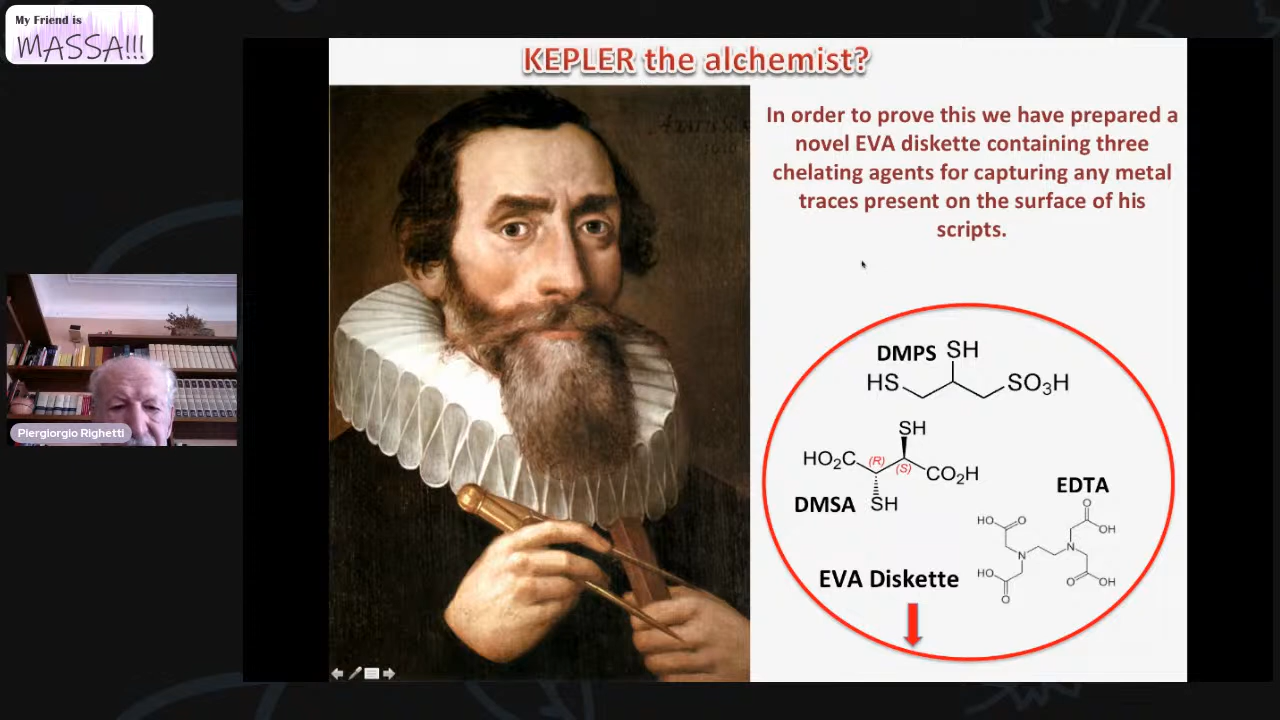 My Friend is
MASSA!!!
KEPLER the alchemist?
In order to prove this we have prepared a
novel EVA diskette containing three
chelating agents for capturing any metal
traces present on the surface of his
scripts.
DMPS SH
HS SO3H
SH
HO2C (R) (S) CO2H
DMSA SH
EDTA
HO O O OH
N N
HO O O OH
EVA Diskette
Piergiorgio Righetti